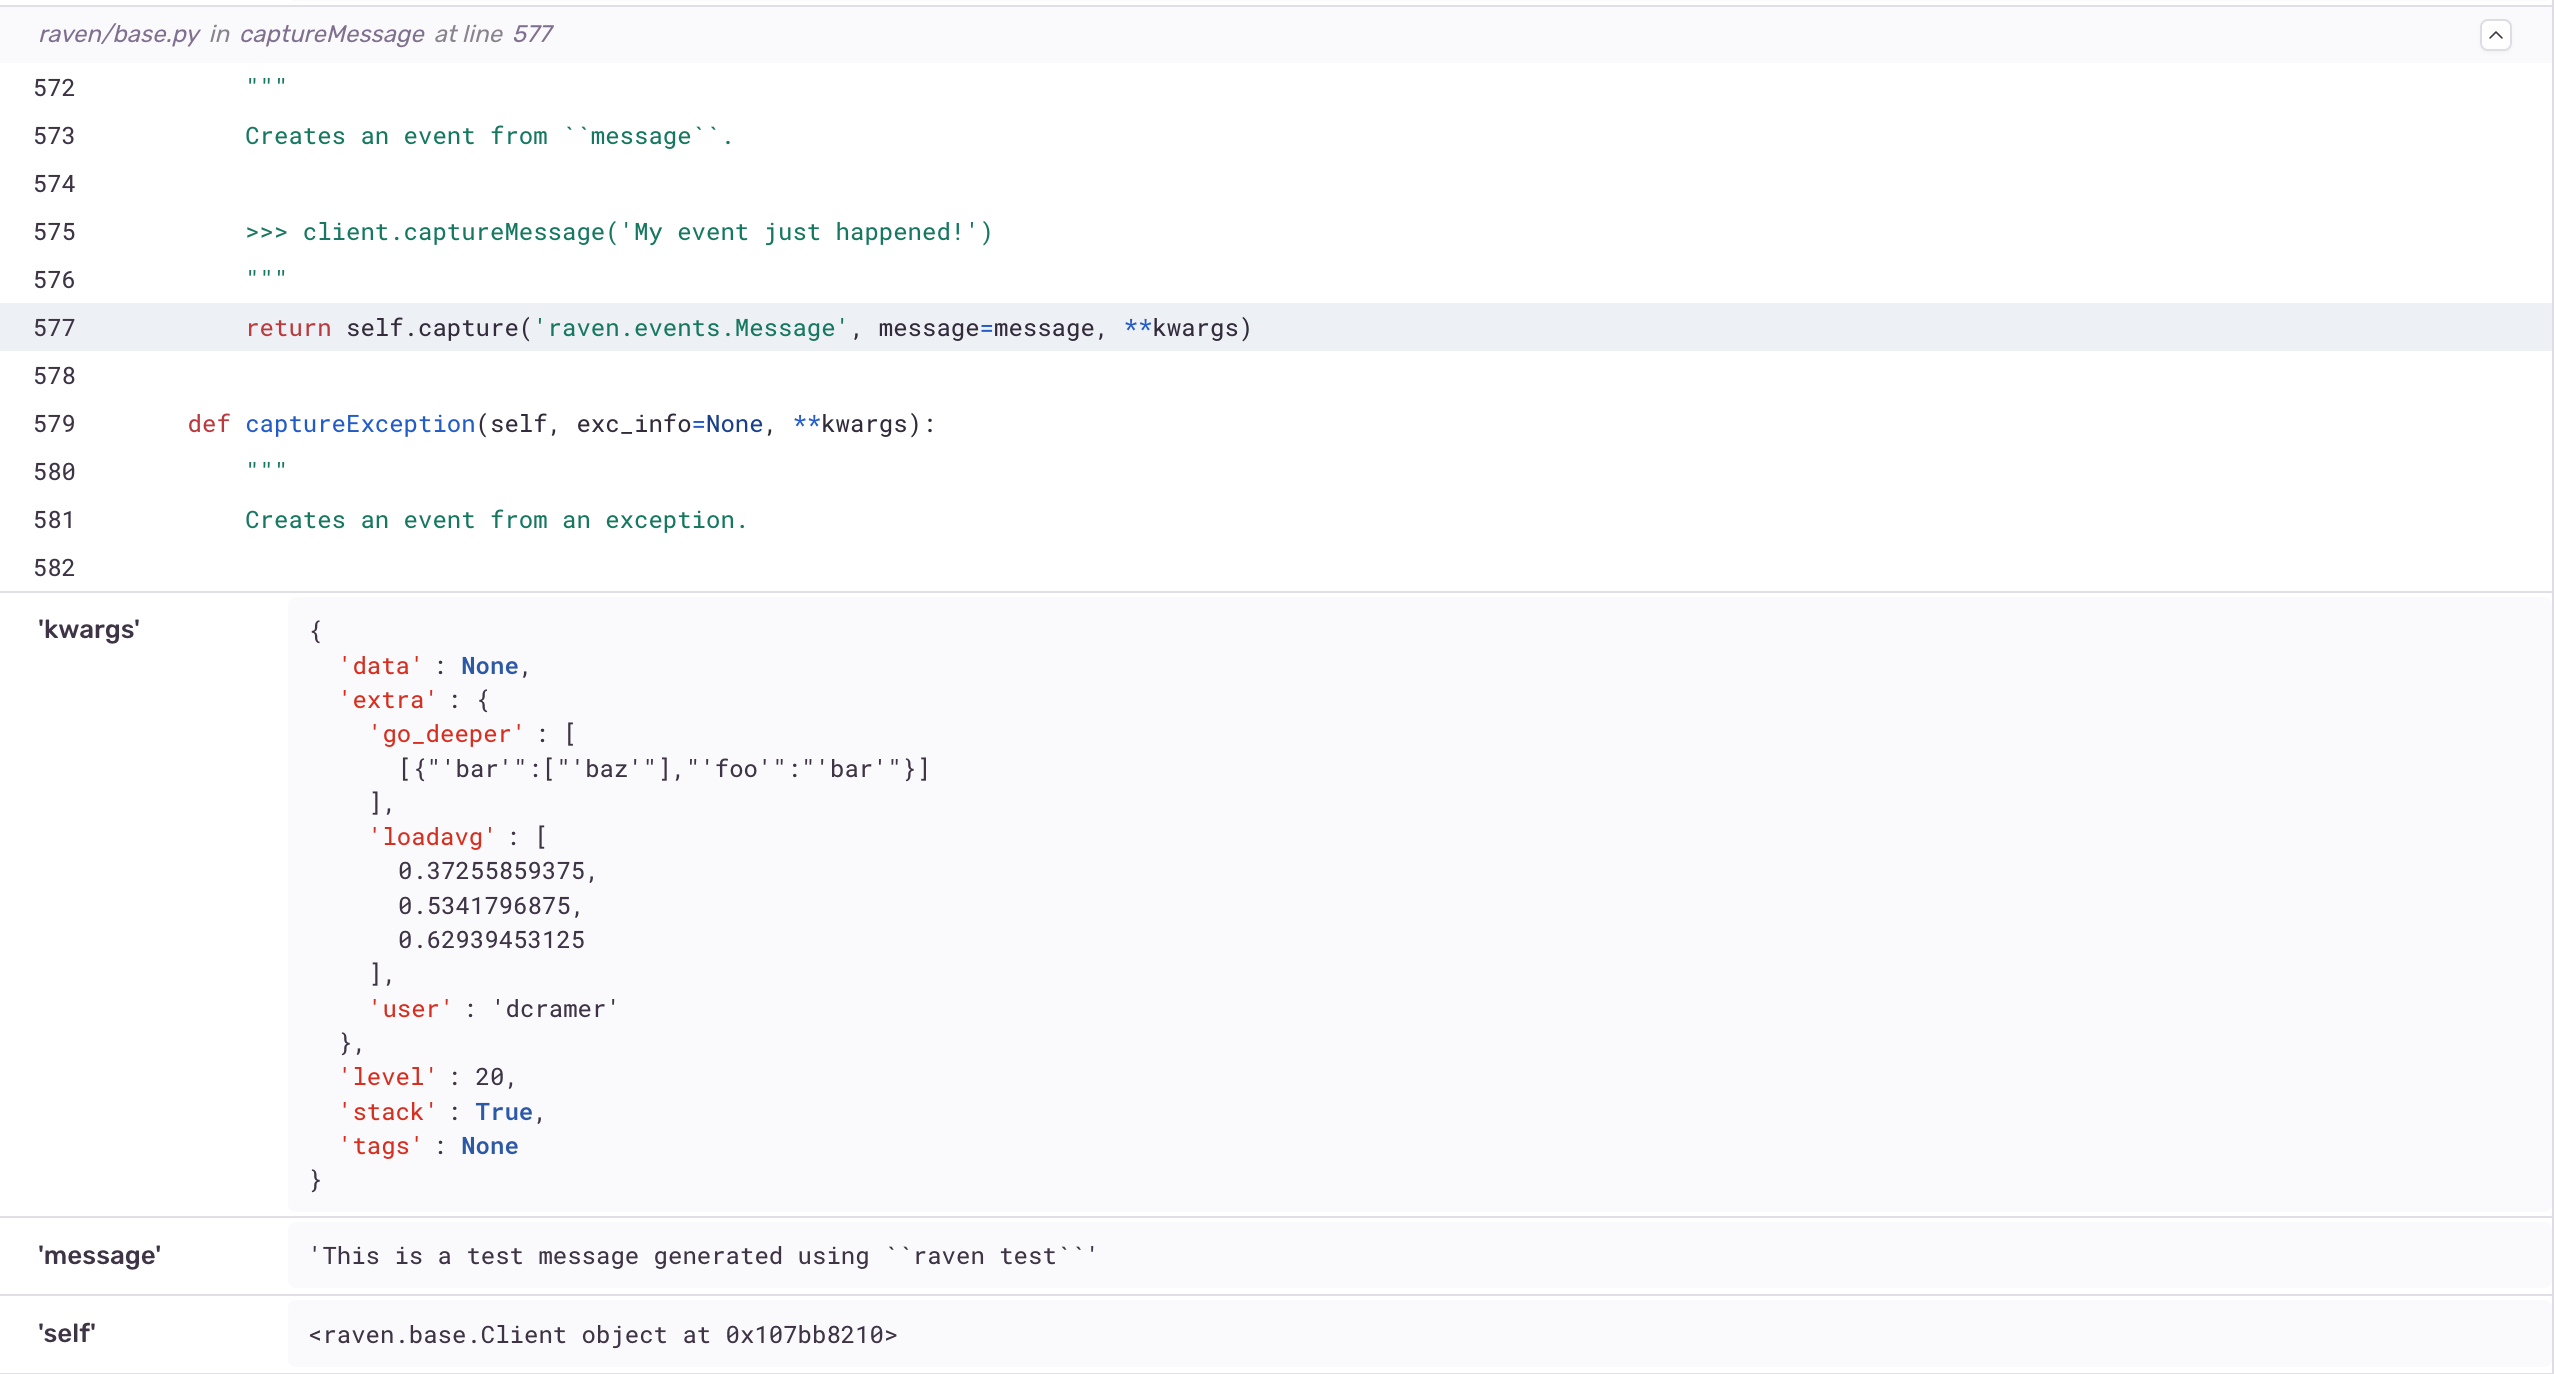 raven/base.py in captureMessage at line 577
572 """
573 Creates an event from ``message``.
574
575 >>> client.captureMessage('My event just happened!')
576 """
577 return self.capture('raven.events.Message', message=message, **kwargs)
578
579 def captureException(self, exc_info=None, **kwargs):
580 """
581 Creates an event from an exception.
582
'kwargs' {
'data' : None,
'extra' : {
'go_deeper' : [
[{"'bar'":["'baz'"],"'foo'":"'bar'"}]
],
'loadavg' : [
0.37255859375,
0.5341796875,
0.62939453125
],
'user' : 'dcramer'
},
'level' : 20,
'stack' : True,
'tags' : None
}
'message' 'This is a test message generated using ``raven test``'
'self' <raven.base.Client object at 0x107bb8210>